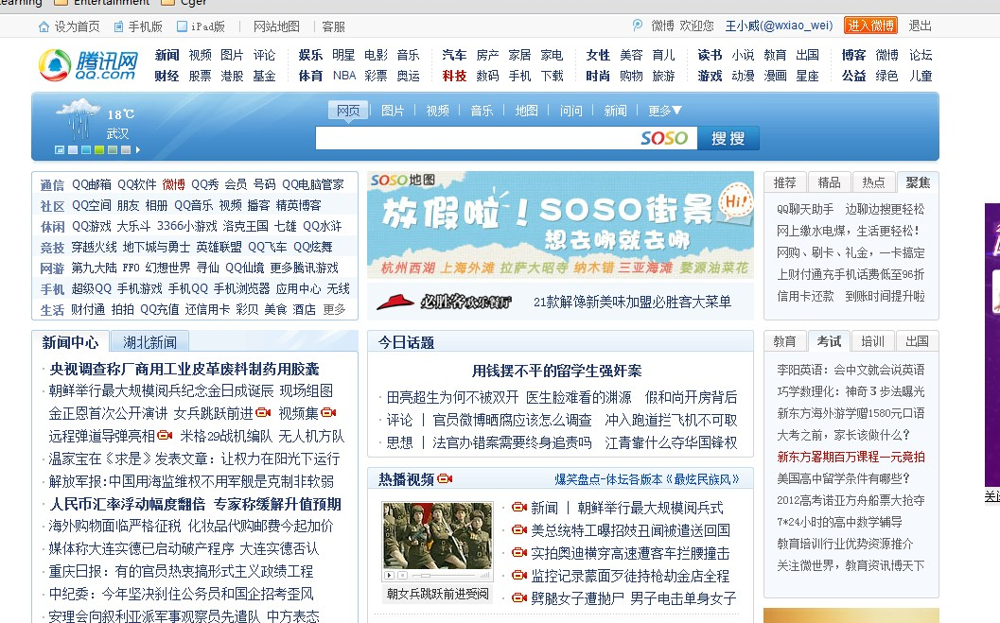 earning Entertainment Cger
设为首页 手机版 iPad版 网站地图 客服 微博 欢迎您 王小威(@wxiao_wei) 进入微博 退出
腾讯网 QQ.com
新闻 视频 图片 评论 娱乐 明星 电影 音乐 汽车 房产 家居 家电 女性 美容 育儿 读书 小说 教育 出国 博客 微博 论坛
财经 股票 港股 基金 体育 NBA 彩票 奥运 科技 数码 手机 下载 时尚 购物 旅游 游戏 动漫 漫画 星座 公益 绿色 儿童
18℃
武汉
网页 图片 视频 音乐 地图 问问 新闻 更多▼
SOSO 搜搜
通信 QQ邮箱 QQ软件 微博 QQ秀 会员 号码 QQ电脑管家
社区 QQ空间 朋友 相册 QQ音乐 视频 播客 精英博客
休闲 QQ游戏 大乐斗 3366小游戏 洛克王国 七雄 QQ水浒
竞技 穿越火线 地下城与勇士 英雄联盟 QQ飞车 QQ炫舞
网游 第九大陆 FFO 幻想世界 寻仙 QQ仙境 更多腾讯游戏
手机 超级QQ 手机游戏 手机QQ 手机浏览器 应用中心 无线
生活 财付通 拍拍 QQ充值 还信用卡 彩贝 美食 酒店 更多
SOSO地图
放假啦！SOSO街景
Hi!
想去哪就去哪
杭州西湖 上海外滩 拉萨大昭寺 纳木错 三亚海滩 婺源油菜花
必胜客欢乐餐厅 21款解馋新美味加盟必胜客大菜单
推荐 精品 热点 聚焦
QQ聊天助手 边聊边搜更轻松
网上缴水电煤，生活更轻松！
网购、刷卡、礼金，一卡搞定
上财付通充手机话费低至96折
信用卡还款 到账时间提升啦
新闻中心 湖北新闻
央视调查称厂商用工业皮革废料制药用胶囊
朝鲜举行最大规模阅兵纪念金日成诞辰 现场组图
金正恩首次公开演讲 女兵跳跃前进 视频集
远程弹道导弹亮相 米格29战机编队 无人机方队
温家宝在《求是》发表文章：让权力在阳光下运行
解放军报:中国用海监维权不用军舰是克制非软弱
人民币汇率浮动幅度翻倍 专家称缓解升值预期
海外购物面临严格征税 化妆品代购邮费今起加价
媒体称大连实德已启动破产程序 大连实德否认
重庆日报：有的官员热衷搞形式主义政绩工程
中纪委：今年坚决刹住公务员和国企招考歪风
安理会向叙利亚派军事观察员先遣队 中方表态
今日话题
用钱摆不平的留学生强奸案
田亮超生为何不被双开 医生脸难看的渊源 假和尚开房背后
评论 | 官员微博晒腐应该怎么调查 冲入跑道拦飞机不可取
思想 | 法官办错案需要终身追责吗 江青靠什么夺华国锋权
热播视频 爆笑盘点-体坛各版本《最炫民族风》
朝女兵跳跃前进受阅
新闻 | 朝鲜举行最大规模阅兵式
美总统特工曝招妓丑闻被遣送回国
实拍奥迪横穿高速遭客车拦腰撞击
监控记录蒙面歹徒持枪劫金店全程
劈腿女子遭抛尸 男子电击单身女子
教育 考试 培训 出国
李阳英语：会中文就会说英语
巧学数理化：神奇３步法曝光
新东方海外游学赠1580元口语
大考之前，家长该做什么？
新东方署期百万课程一元竞拍
美国高中留学条件有哪些？
2012高考诺亚方舟船票大抢夺
7*24小时的高中数学辅导
教育培训行业优势资源推介
关注微世界，教育资讯博天下